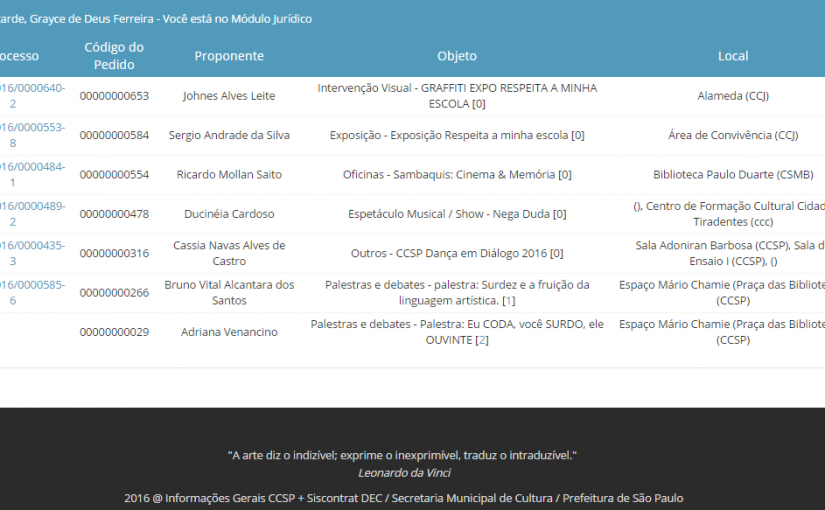 tarde, Grayce de Deus Ferreira - Você está no Módulo Jurídico
ocesso Código do Pedido Proponente Objeto Local
16/0000640-2 00000000653 Johnes Alves Leite Intervenção Visual - GRAFFITI EXPO RESPEITA A MINHA ESCOLA [0] Alameda (CCJ)
16/0000553-8 00000000584 Sergio Andrade da Silva Exposição - Exposição Respeita a minha escola [0] Área de Convivência (CCJ)
16/0000484-1 00000000554 Ricardo Mollan Saito Oficinas - Sambaquis: Cinema & Memória [0] Biblioteca Paulo Duarte (CSMB)
16/0000489-2 00000000478 Ducinéia Cardoso Espetáculo Musical / Show - Nega Duda [0] (), Centro de Formação Cultural Cidad Tiradentes (ccc)
16/0000435-3 00000000316 Cassia Navas Alves de Castro Outros - CCSP Dança em Diálogo 2016 [0] Sala Adoniran Barbosa (CCSP), Sala d Ensaio I (CCSP), ()
16/0000585-6 00000000266 Bruno Vital Alcantara dos Santos Palestras e debates - palestra: Surdez e a fruição da linguagem artística. [1] Espaço Mário Chamie (Praça das Bibliote (CCSP)
00000000029 Adriana Venancino Palestras e debates - Palestra: Eu CODA, você SURDO, ele OUVINTE [2] Espaço Mário Chamie (Praça das Bibliote (CCSP)
"A arte diz o indizível; exprime o inexprimível, traduz o intraduzível."
Leonardo da Vinci
2016 @ Informações Gerais CCSP + Siscontrat DEC / Secretaria Municipal de Cultura / Prefeitura de São Paulo